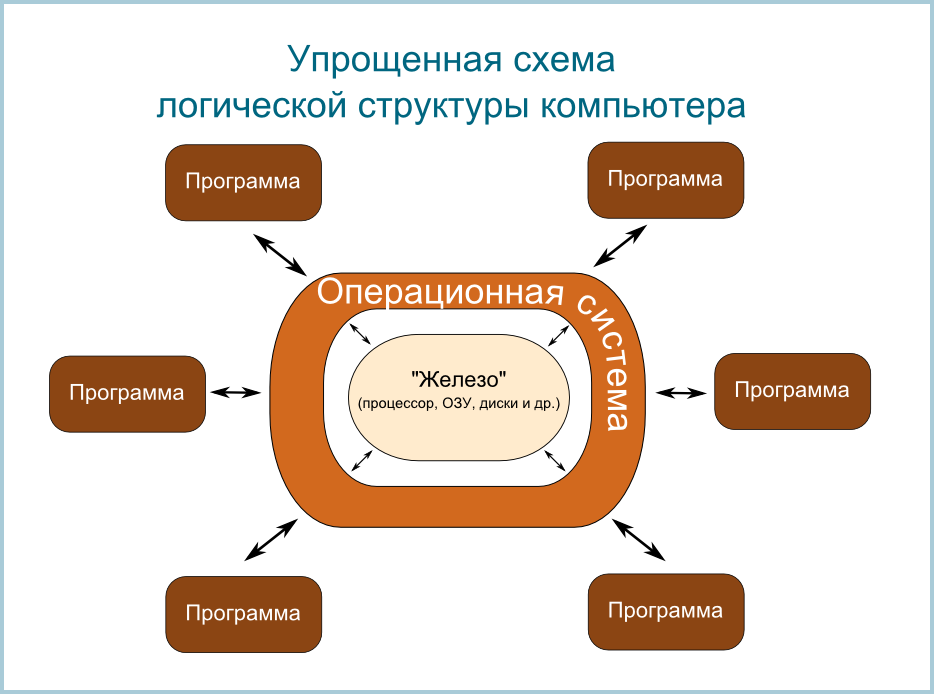 Упрощенная схема
логической структуры компьютера
Программа
Программа
Операционная система
Программа
"Железо"
(процессор, ОЗУ, диски и др.)
Программа
Программа
Программа